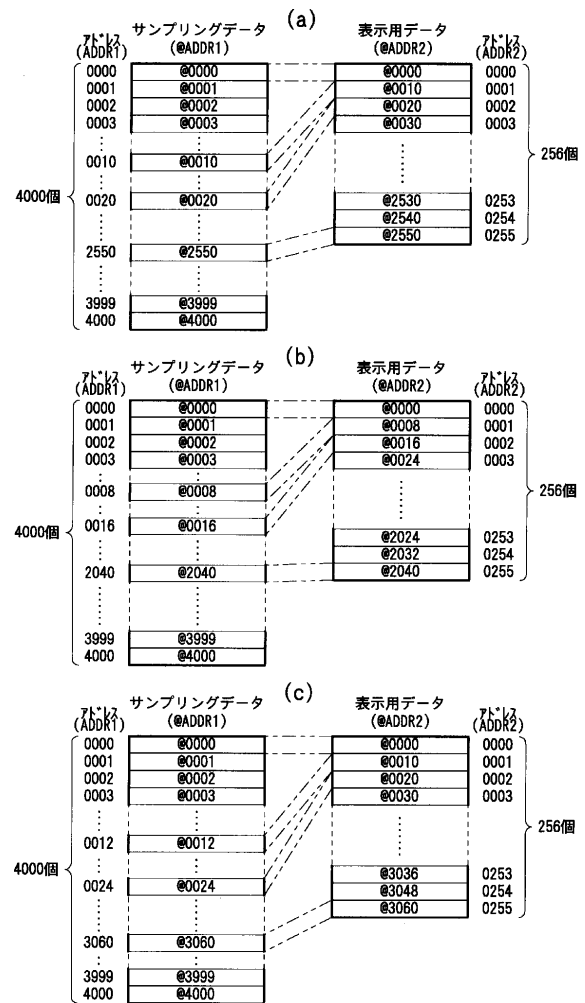 (a)
アドレス (ADDR1)
サンプリングデータ (@ADDR1)
表示用データ (@ADDR2)
アドレス (ADDR2)
0000 @0000 @0000 0000
0001 @0001 @0010 0001
0002 @0002 @0020 0002
0003 @0003 @0030 0003
0010 @0010
4000個 0020 @0020 256個
@2530 0253
@2540 0254
2550 @2550 @2550 0255
3999 @3999
4000 @4000
(b)
アドレス (ADDR1)
サンプリングデータ (@ADDR1)
表示用データ (@ADDR2)
アドレス (ADDR2)
0000 @0000 @0000 0000
0001 @0001 @0008 0001
0002 @0002 @0016 0002
0003 @0003 @0024 0003
0008 @0008
4000個 0016 @0016 256個
@2024 0253
@2032 0254
2040 @2040 @2040 0255
3999 @3999
4000 @4000
(c)
アドレス (ADDR1)
サンプリングデータ (@ADDR1)
表示用データ (@ADDR2)
アドレス (ADDR2)
0000 @0000 @0000 0000
0001 @0001 @0010 0001
0002 @0002 @0020 0002
0003 @0003 @0030 0003
0012 @0012
4000個 0024 @0024 256個
@3036 0253
@3048 0254
@3060 0255
3060 @3060
3999 @3999
4000 @4000